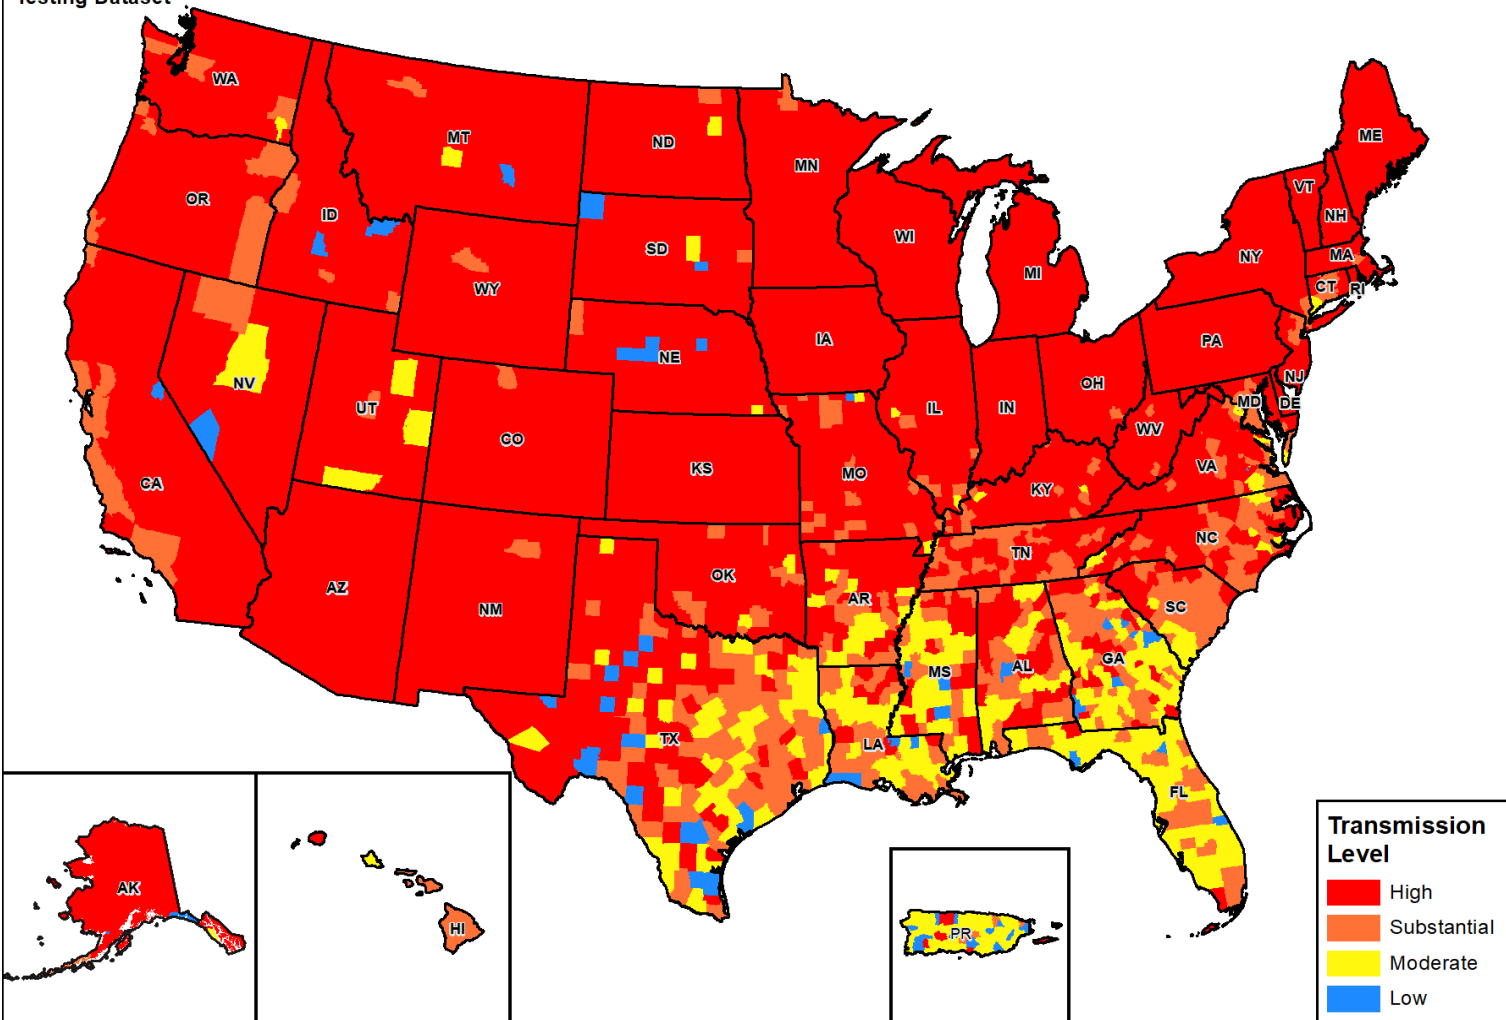 Testing Dataset
WA
MT
ND
MN
ME
OR
ID
SD
WI
VT
NH
NY
MA
WY
MI
CT
RI
IA
NE
PA
NV
UT
IL
IN
OH
NJ
MD
DE
CO
WV
CA
KS
MO
VA
KY
NC
TN
AZ
NM
OK
AR
SC
MS
AL
GA
TX
LA
FL
AK
HI
PR
Transmission
Level
High
Substantial
Moderate
Low